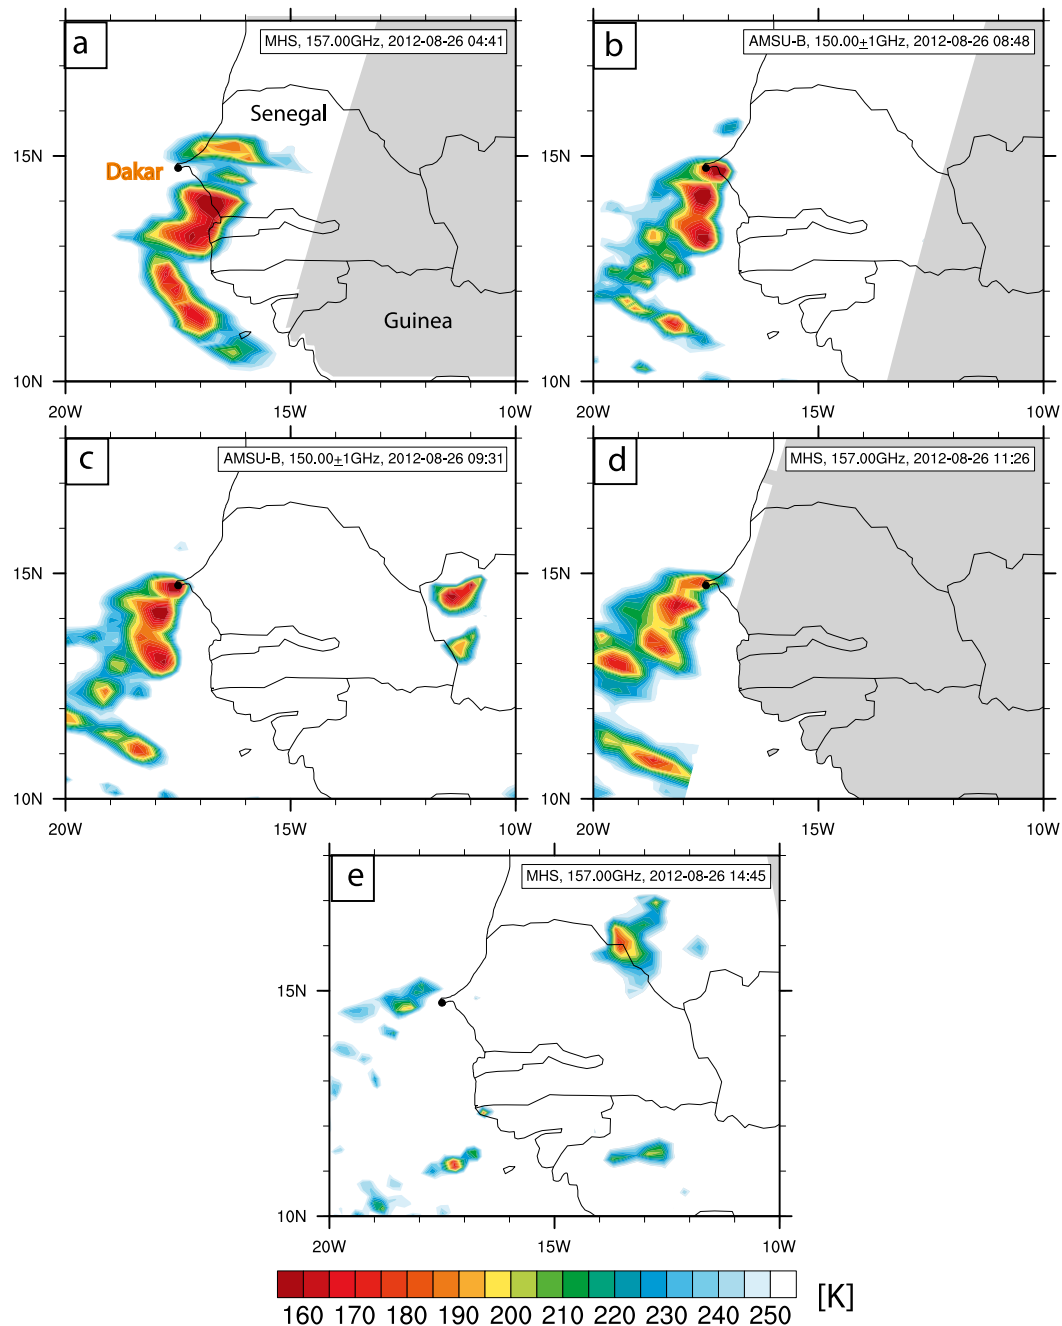 a
MHS, 157.00GHz, 2012-08-26 04:41
Senegal
Dakar
Guinea
15N
10N
20W 15W 10W
b
AMSU-B, 150.00±1GHz, 2012-08-26 08:48
15N
10N
20W 15W 10W
c
AMSU-B, 150.00±1GHz, 2012-08-26 09:31
15N
10N
20W 15W 10W
d
MHS, 157.00GHz, 2012-08-26 11:26
15N
10N
20W 15W 10W
e
MHS, 157.00GHz, 2012-08-26 14:45
15N
10N
20W 15W 10W
160 170 180 190 200 210 220 230 240 250 [K]